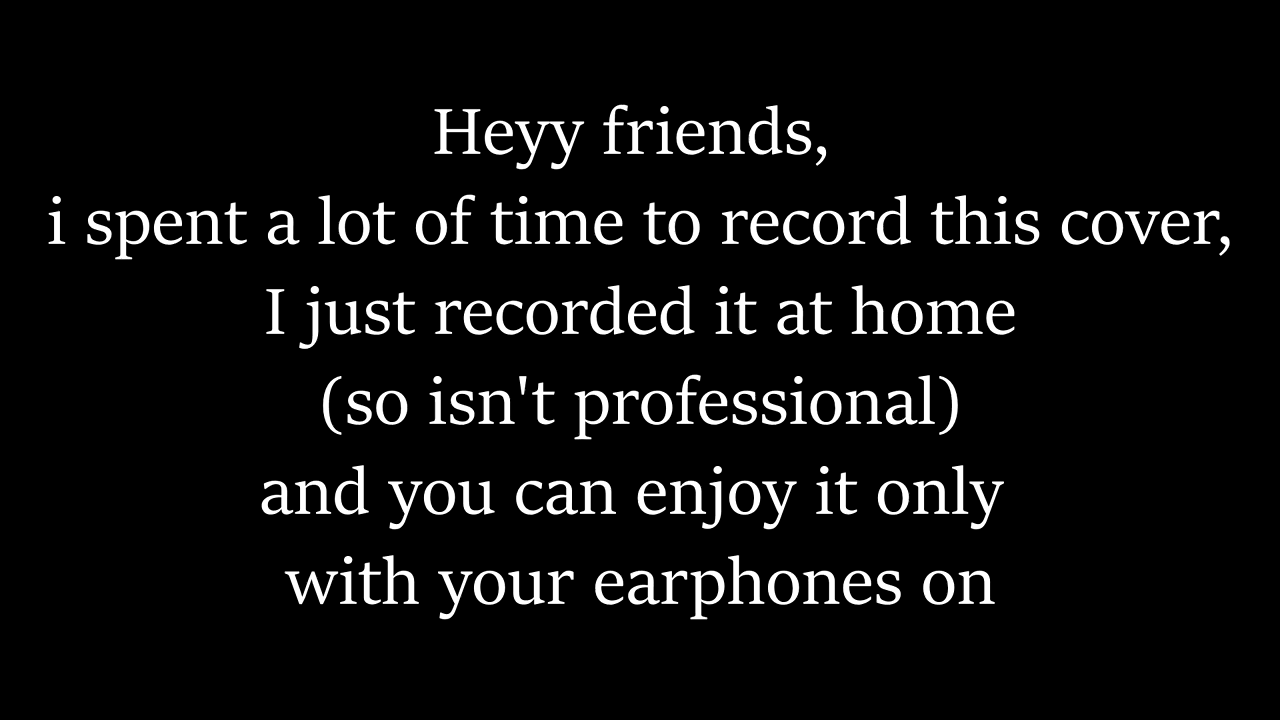 Heyy friends,
i spent a lot of time to record this cover,
I just recorded it at home
(so isn't professional)
and you can enjoy it only
with your earphones on